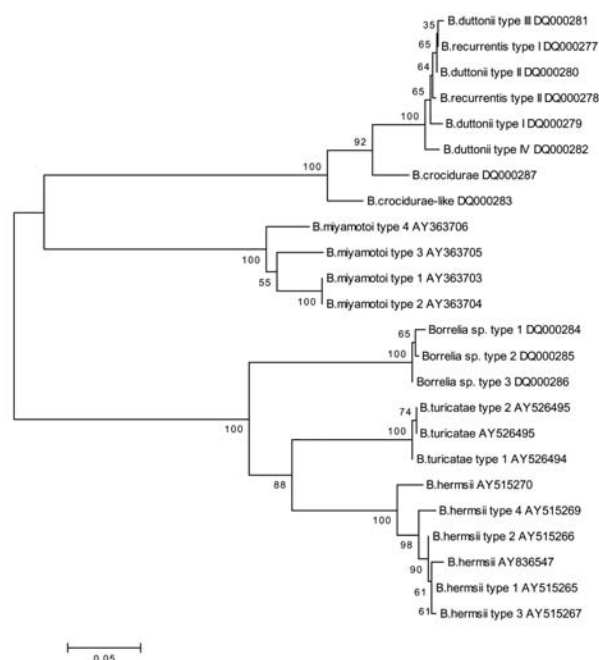 35 B.duttonii type III DQ000281
65 B.recurrentis type I DQ000277
64 B.duttonii type II DQ000280
65 B.recurrentis type II DQ000278
100 B.duttonii type I DQ000279
92 B.duttonii type IV DQ000282
100 B.crocidurae DQ000287
B.crocidurae-like DQ000283
B.miyamotoi type 4 AY363706
100 B.miyamotoi type 3 AY363705
55 B.miyamotoi type 1 AY363703
100 B.miyamotoi type 2 AY363704
65 Borrelia sp. type 1 DQ000284
100 Borrelia sp. type 2 DQ000285
Borrelia sp. type 3 DQ000286
74 B.turicatae type 2 AY526495
100 B.turicatae AY526495
100 B.turicatae type 1 AY526494
88 B.hermsii AY515270
100 B.hermsii type 4 AY515269
98 B.hermsii type 2 AY515266
90 B.hermsii AY836547
61 B.hermsii type 1 AY515265
61 B.hermsii type 3 AY515267
0.05